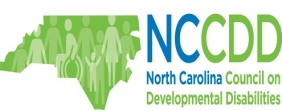 NCCDD
North Carolina Council on
Developmental Disabilities